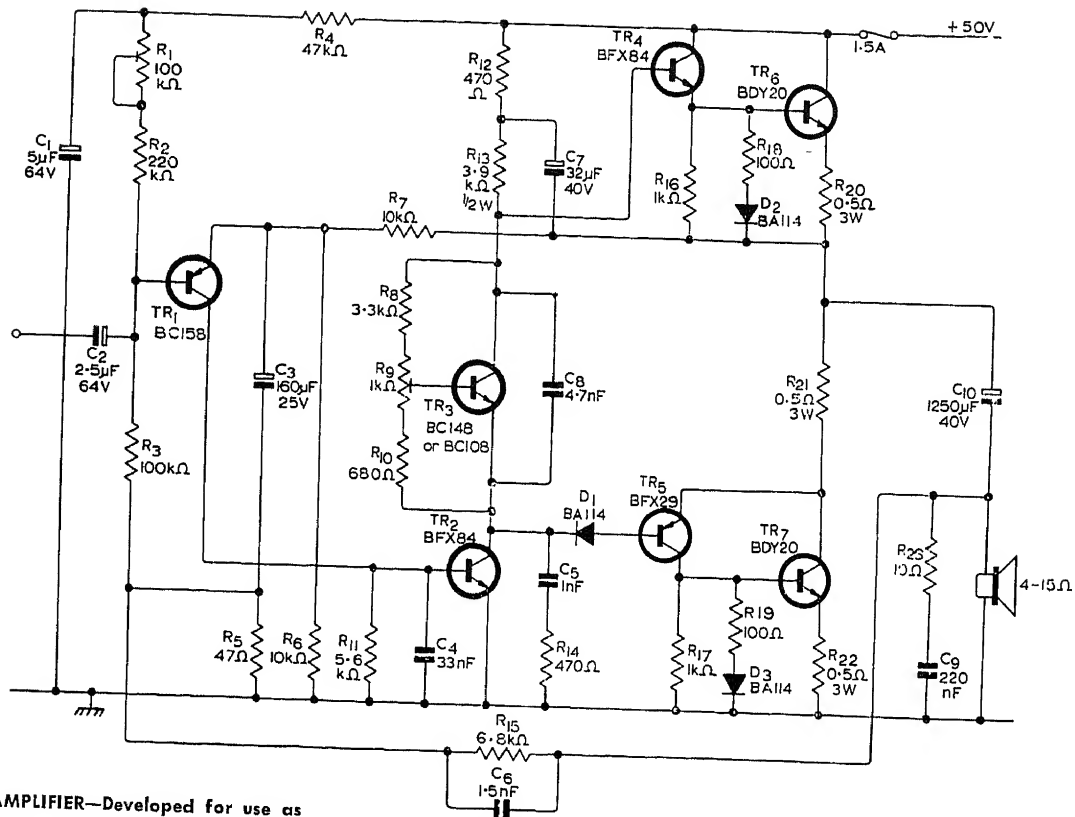 +50V
1.5A
R4
47kΩ
R1
100
kΩ
R2
220
kΩ
C1
5µF
64V
R12
470
Ω
TR4
BFX84
TR6
BDY20
R13
3.9
kΩ
½W
C7
32µF
40V
R18
100Ω
R16
1kΩ
D2
BA114
R20
0.5Ω
3W
R7
10kΩ
TR1
BC158
C2
2.5µF
64V
R8
3.3kΩ
R9
1kΩ
R10
680Ω
TR3
BC148
or BC108
C8
4.7nF
C3
160µF
25V
R3
100kΩ
R21
0.5Ω
3W
C10
1250µF
40V
TR2
BFX84
D1
BA114
TR5
BFX29
TR7
BDY20
C5
1nF
R14
470Ω
R5
47Ω
R6
10kΩ
R11
5.6
kΩ
C4
33nF
R17
1kΩ
R19
100Ω
D3
BA114
R22
0.5Ω
3W
10Ω
C9
220
nF
4-15Ω
R15
6.8kΩ
C6
1.5nF
AMPLIFIER—Developed for use as